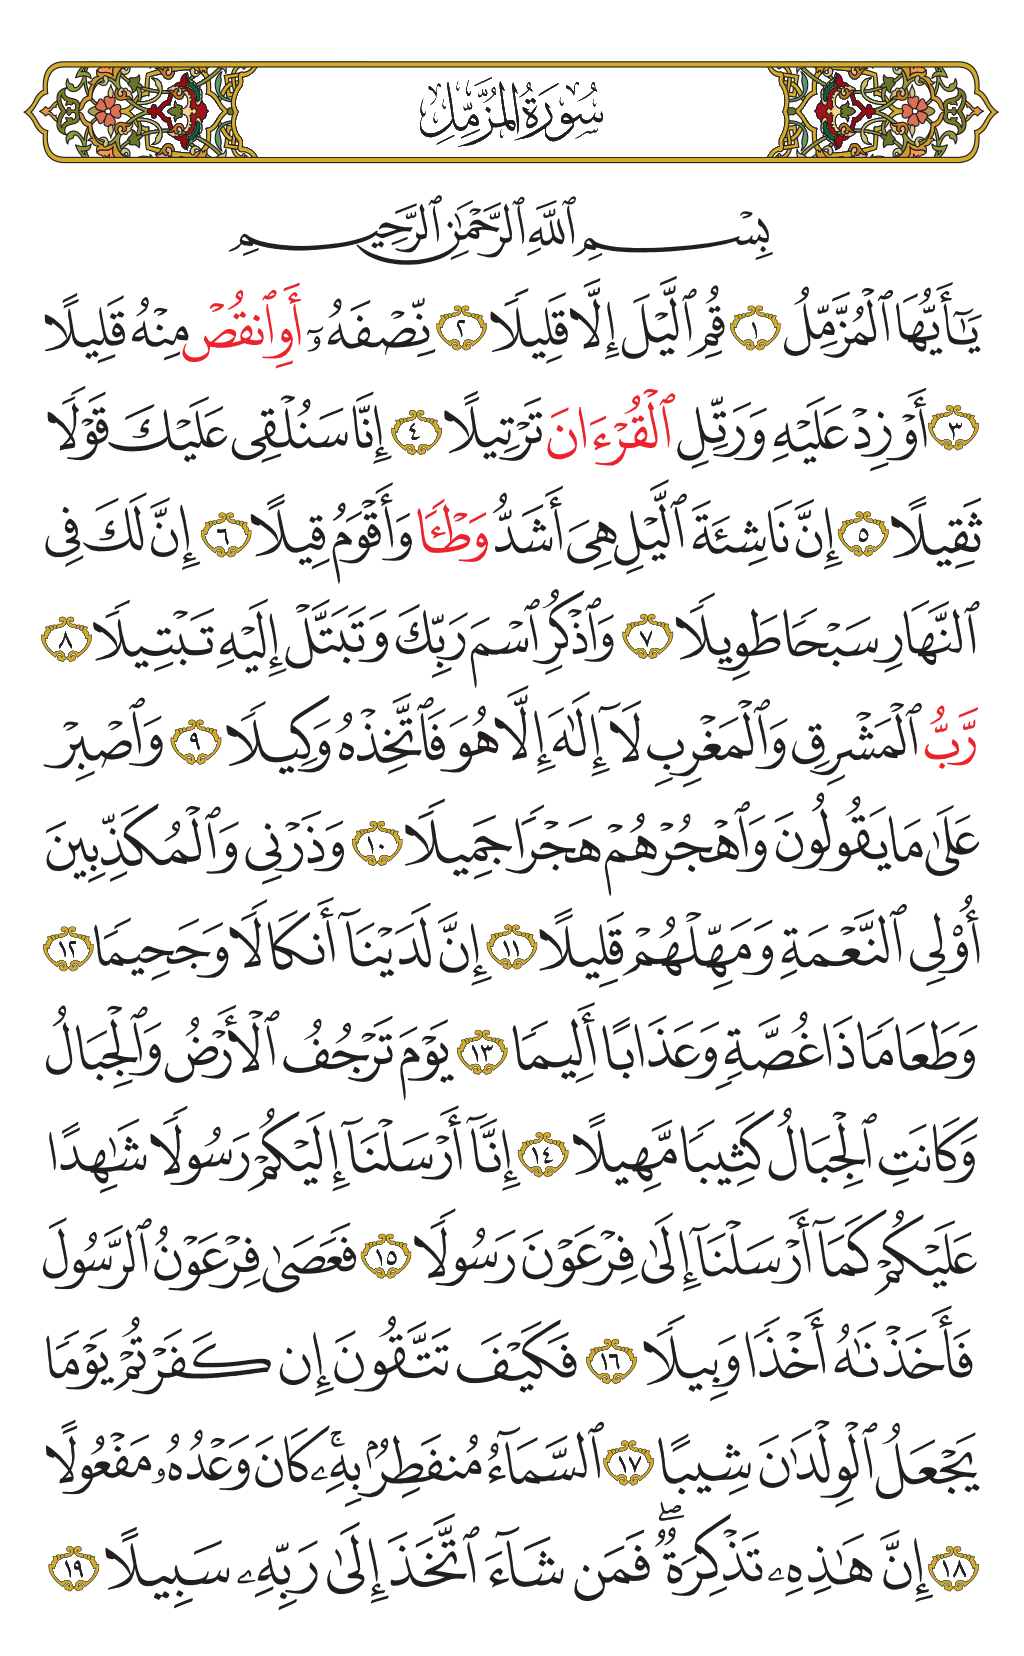 سُورَةُ الْمُزَّمِّلِ
بِسْمِ ٱللَّهِ ٱلرَّحْمَٰنِ ٱلرَّحِيمِ
يَٰٓأَيُّهَا ٱلْمُزَّمِّلُ ١ قُمِ ٱلَّيْلَ إِلَّا قَلِيلًا ٢ نِّصْفَهُۥٓ أَوِ ٱنقُصْ مِنْهُ قَلِيلًا
٣ أَوْ زِدْ عَلَيْهِ وَرَتِّلِ ٱلْقُرْءَانَ تَرْتِيلًا ٤ إِنَّا سَنُلْقِى عَلَيْكَ قَوْلًا
ثَقِيلًا ٥ إِنَّ نَاشِئَةَ ٱلَّيْلِ هِىَ أَشَدُّ وَطْـًٔا وَأَقْوَمُ قِيلًا ٦ إِنَّ لَكَ فِى
ٱلنَّهَارِ سَبْحًا طَوِيلًا ٧ وَٱذْكُرِ ٱسْمَ رَبِّكَ وَتَبَتَّلْ إِلَيْهِ تَبْتِيلًا ٨
رَّبُّ ٱلْمَشْرِقِ وَٱلْمَغْرِبِ لَآ إِلَٰهَ إِلَّا هُوَ فَٱتَّخِذْهُ وَكِيلًا ٩ وَٱصْبِرْ
عَلَىٰ مَا يَقُولُونَ وَٱهْجُرْهُمْ هَجْرًا جَمِيلًا ١٠ وَذَرْنِى وَٱلْمُكَذِّبِينَ
أُو۟لِى ٱلنَّعْمَةِ وَمَهِّلْهُمْ قَلِيلًا ١١ إِنَّ لَدَيْنَآ أَنكَالًا وَجَحِيمًا ١٢
وَطَعَامًا ذَا غُصَّةٍ وَعَذَابًا أَلِيمًا ١٣ يَوْمَ تَرْجُفُ ٱلْأَرْضُ وَٱلْجِبَالُ
وَكَانَتِ ٱلْجِبَالُ كَثِيبًا مَّهِيلًا ١٤ إِنَّآ أَرْسَلْنَآ إِلَيْكُمْ رَسُولًا شَٰهِدًا
عَلَيْكُمْ كَمَآ أَرْسَلْنَآ إِلَىٰ فِرْعَوْنَ رَسُولًا ١٥ فَعَصَىٰ فِرْعَوْنُ ٱلرَّسُولَ
فَأَخَذْنَٰهُ أَخْذًا وَبِيلًا ١٦ فَكَيْفَ تَتَّقُونَ إِن كَفَرْتُمْ يَوْمًا
يَجْعَلُ ٱلْوِلْدَٰنَ شِيبًا ١٧ ٱلسَّمَآءُ مُنفَطِرٌۢ بِهِۦ ۚ كَانَ وَعْدُهُۥ مَفْعُولًا
١٨ إِنَّ هَٰذِهِۦ تَذْكِرَةٌ ۖ فَمَن شَآءَ ٱتَّخَذَ إِلَىٰ رَبِّهِۦ سَبِيلًا ١٩